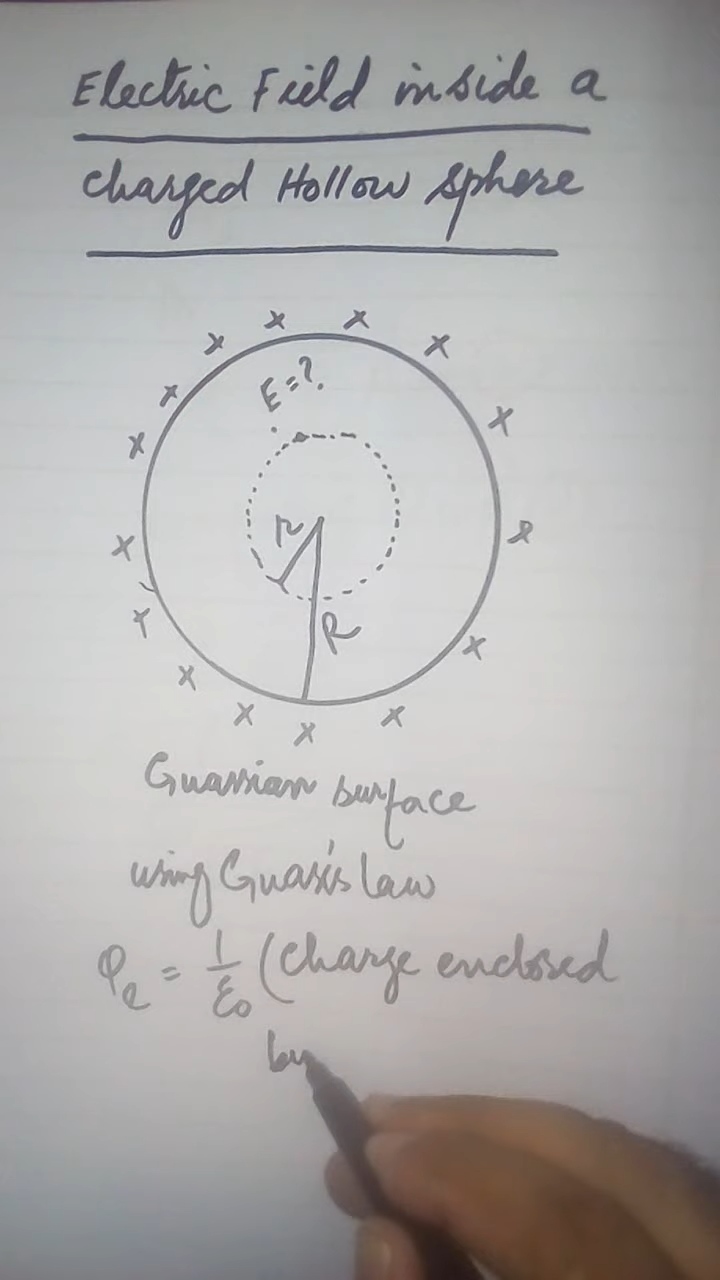 Electric Field inside a
charged Hollow sphere
x x x x x x x x x x x x x x x x x
E=?
r
R
Guassian surface
using Guass's law
φe = 1/ε0 (Charge enclosed
by